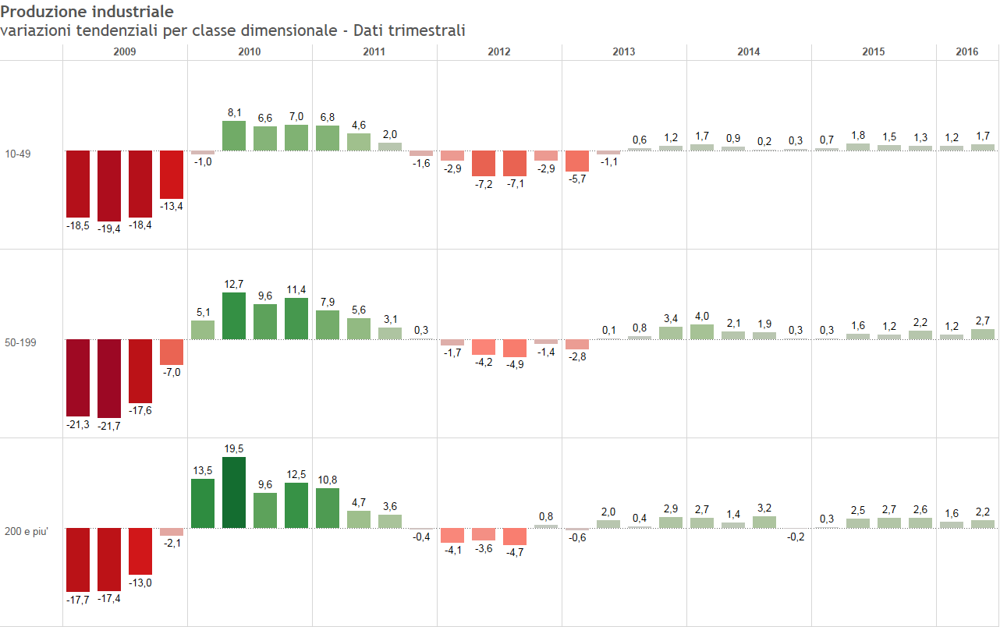 Produzione industriale
variazioni tendenziali per classe dimensionale - Dati trimestrali
2009 2010 2011 2012 2013 2014 2015 2016
10-49
-18,5 -19,4 -18,4 -13,4 -1,0 8,1 6,6 7,0 6,8 4,6 2,0 -1,6 -2,9 -7,2 -7,1 -2,9 -5,7 -1,1 0,6 1,2 1,7 0,9 0,2 0,3 0,7 1,8 1,5 1,3 1,2 1,7
50-199
-21,3 -21,7 -17,6 -7,0 5,1 12,7 9,6 11,4 7,9 5,6 3,1 0,3 -1,7 -4,2 -4,9 -1,4 -2,8 0,1 0,8 3,4 4,0 2,1 1,9 0,3 0,3 1,6 1,2 2,2 1,2 2,7
200 e piu'
-17,7 -17,4 -13,0 -2,1 13,5 19,5 9,6 12,5 10,8 4,7 3,6 -0,4 -4,1 -3,6 -4,7 0,8 -0,6 2,0 0,4 2,9 2,7 1,4 3,2 -0,2 0,3 2,5 2,7 2,6 1,6 2,2